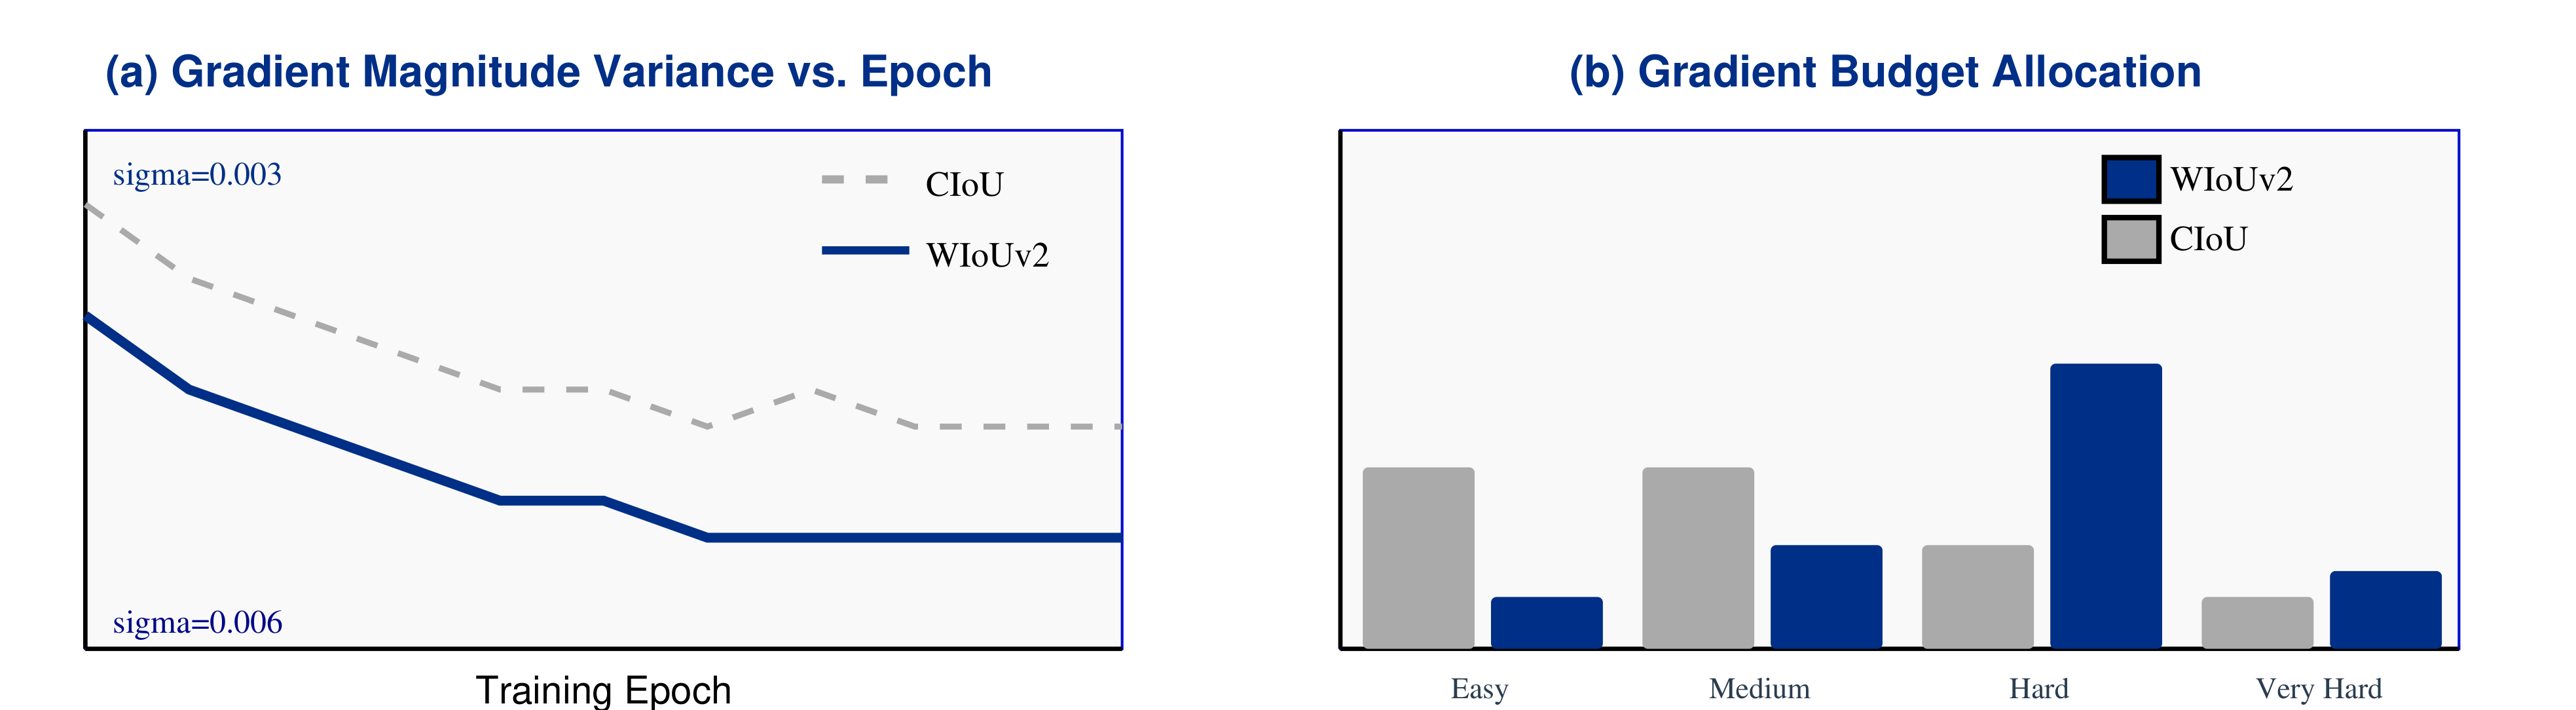 (a) Gradient Magnitude Variance vs. Epoch
sigma=0.003
CIoU
WIoUv2
sigma=0.006
Training Epoch
(b) Gradient Budget Allocation
WIoUv2
CIoU
Easy
Medium
Hard
Very Hard